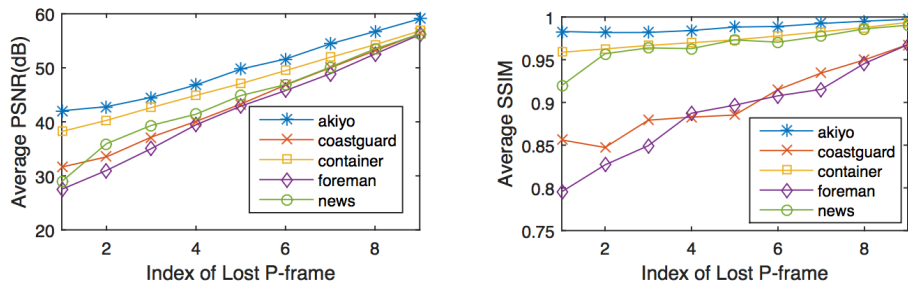 60
50
40
30
20
Average PSNR(dB)
akiyo
coastguard
container
foreman
news
2
4
6
8
Index of Lost P-frame
1
0.95
0.9
0.85
0.8
0.75
Average SSIM
akiyo
coastguard
container
foreman
news
2
4
6
8
Index of Lost P-frame